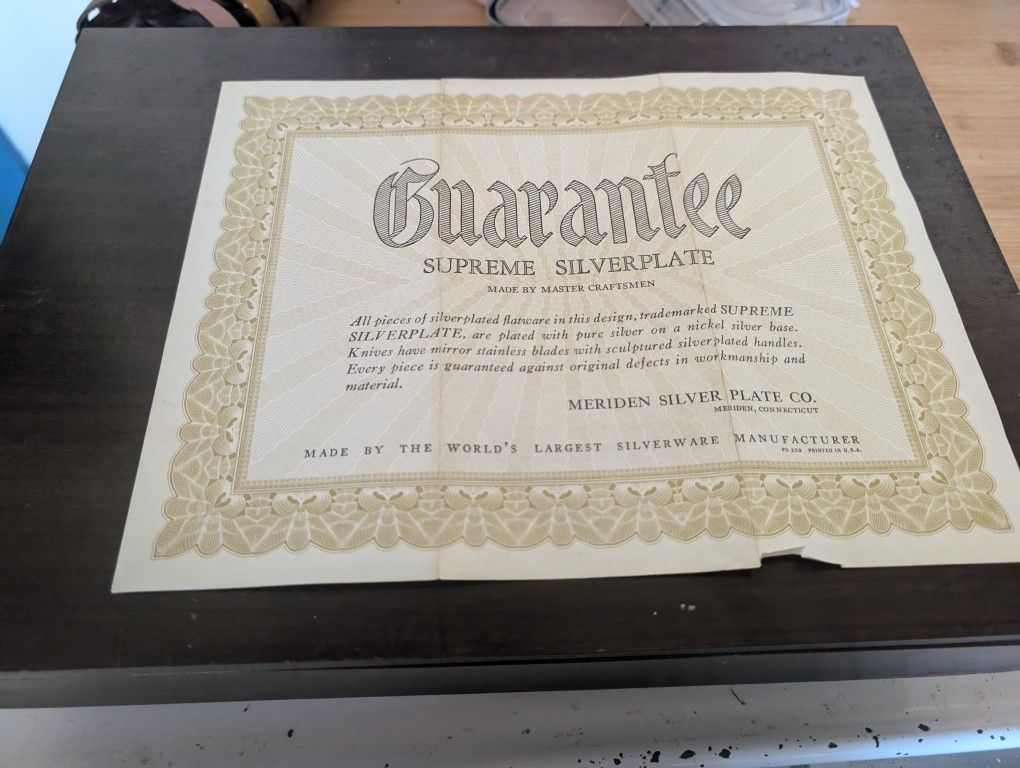 Guarantee
SUPREME SILVERPLATE
MADE BY MASTER CRAFTSMEN
All pieces of silverplated flatware in this design, trademarked SUPREME
SILVERPLATE, are plated with pure silver on a nickel silver base.
Knives have mirror stainless blades with sculptured silverplated handles.
Every piece is guaranteed against original defects in workmanship and
material.
MERIDEN SILVER PLATE CO.
MERIDEN, CONNECTICUT
MADE BY THE WORLD'S LARGEST SILVERWARE MANUFACTURER
PRINTED IN U.S.A.